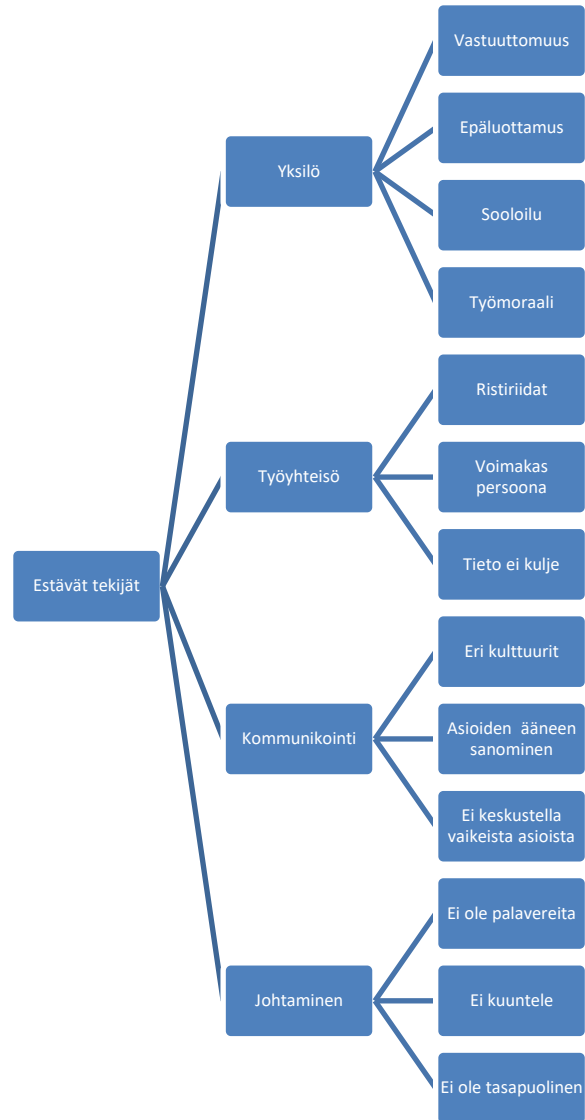 Estävät tekijät
Yksilö
Vastuuttomuus
Epäluottamus
Sooloilu
Työmoraali
Työyhteisö
Ristiriidat
Voimakas
persoona
Tieto ei kulje
Kommunikointi
Eri kulttuurit
Asioiden  ääneen
sanominen
Ei keskustella
vaikeista asioista
Johtaminen
Ei ole palavereita
Ei kuuntele
Ei ole tasapuolinen